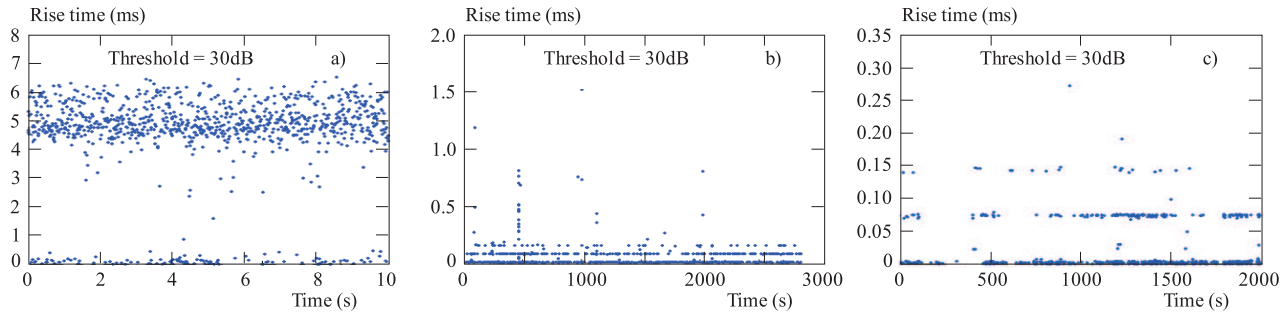 Rise time (ms)
8
7
6
5
4
3
2
1
0
Threshold = 30dB
a)
0 2 4 6 8 10
Time (s)
Rise time (ms)
2.0
1.5
1.0
0.5
0
Threshold = 30dB
b)
0 1000 2000 3000
Time (s)
Rise time (ms)
0.35
0.30
0.25
0.20
0.15
0.10
0.05
0
Threshold = 30dB
c)
0 500 1000 1500 2000
Time (s)